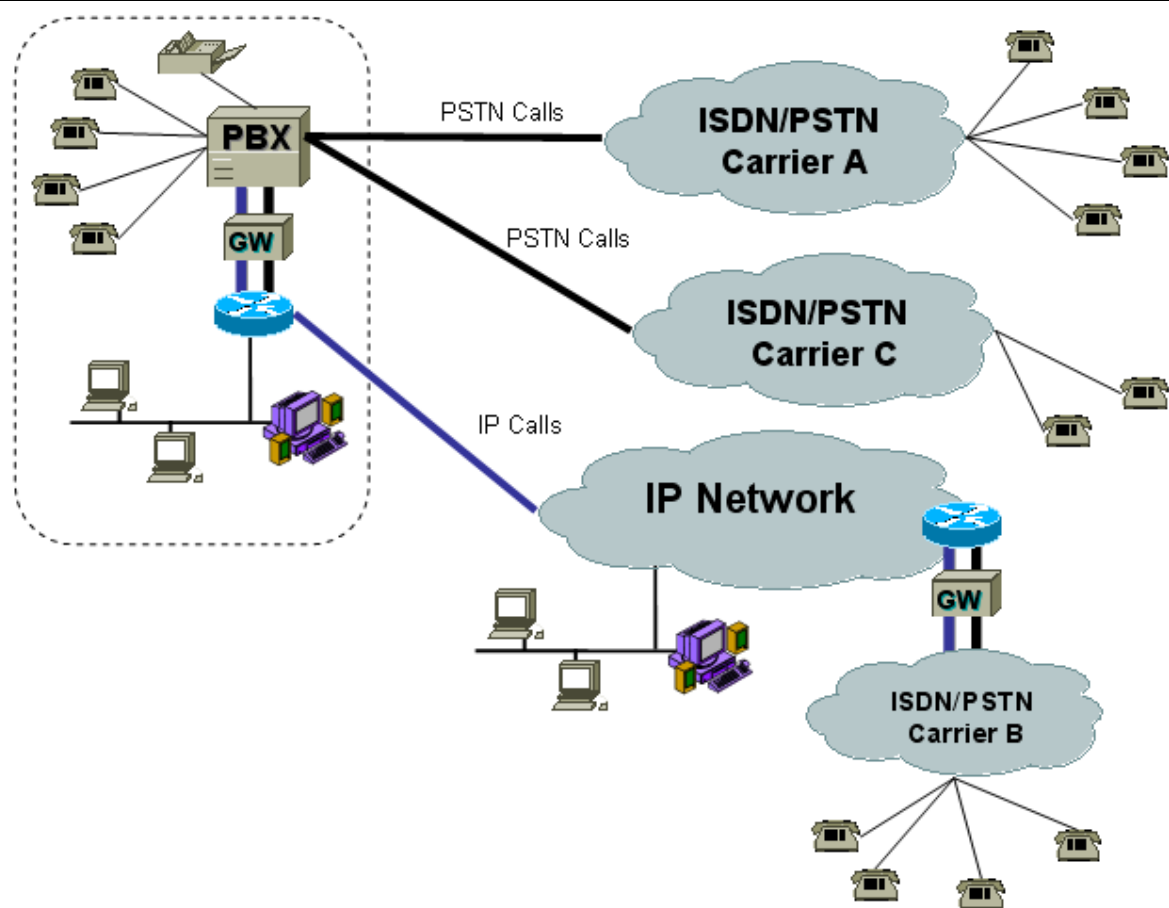 PBX
GW
PSTN Calls
ISDN/PSTN
Carrier A
PSTN Calls
ISDN/PSTN
Carrier C
IP Calls
IP Network
GW
ISDN/PSTN
Carrier B